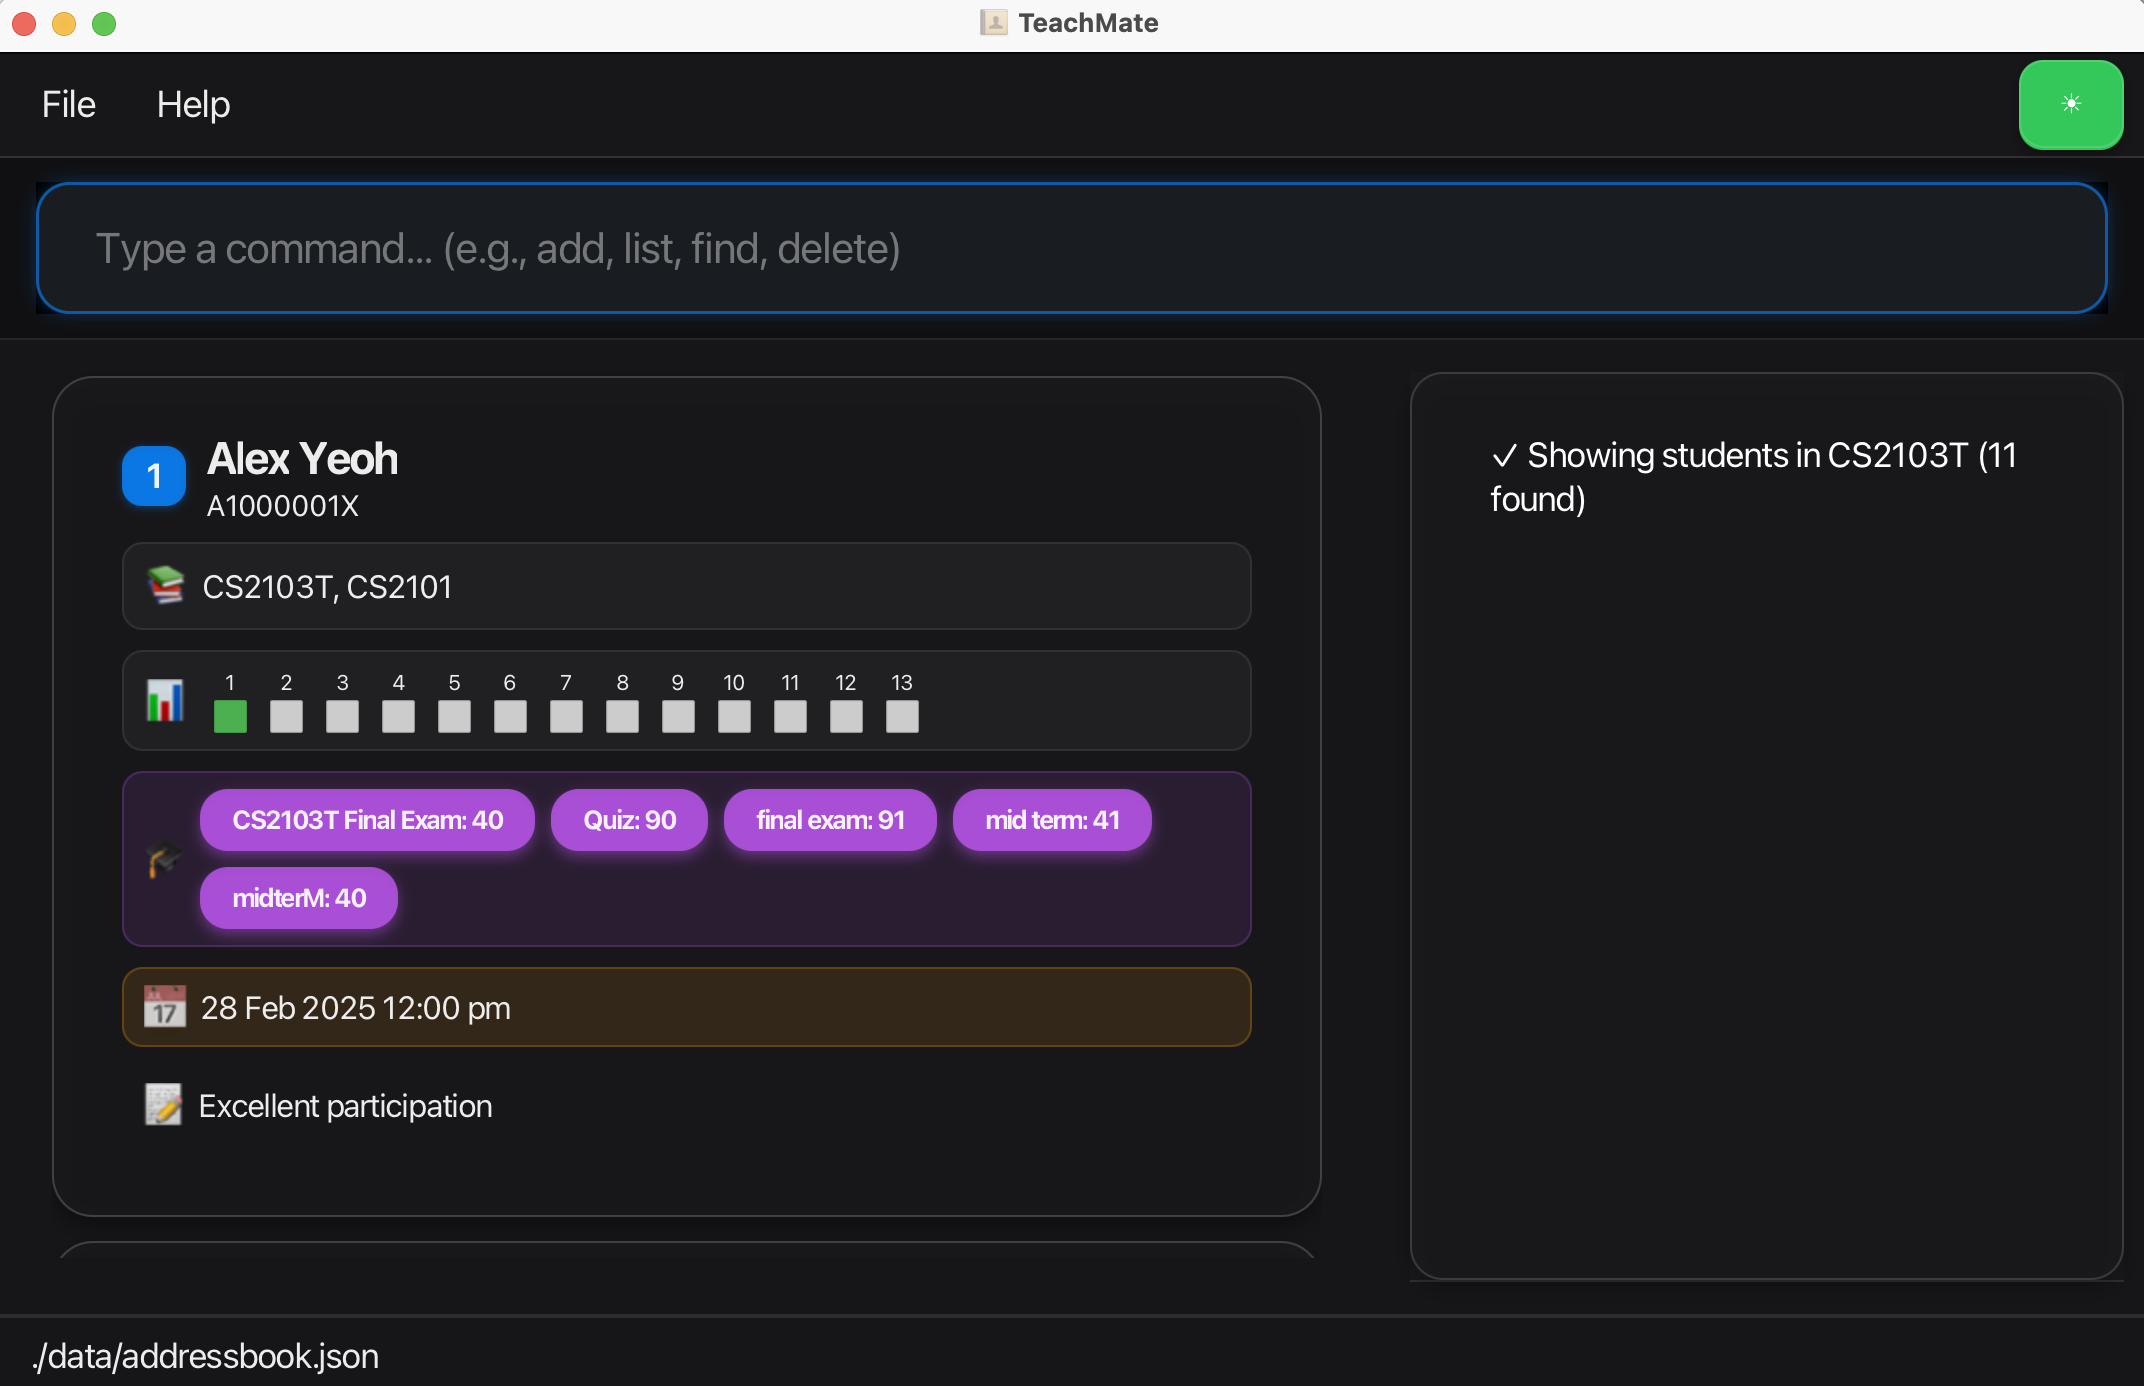 TeachMate
File Help
☀
Type a command... (e.g., add, list, find, delete)
1
Alex Yeoh
A1000001X
CS2103T, CS2101
1 2 3 4 5 6 7 8 9 10 11 12 13
CS2103T Final Exam: 40 Quiz: 90 final exam: 91 mid term: 41
midterM: 40
JUL
17
28 Feb 2025 12:00 pm
Excellent participation
✓ Showing students in CS2103T (11
found)
./data/addressbook.json